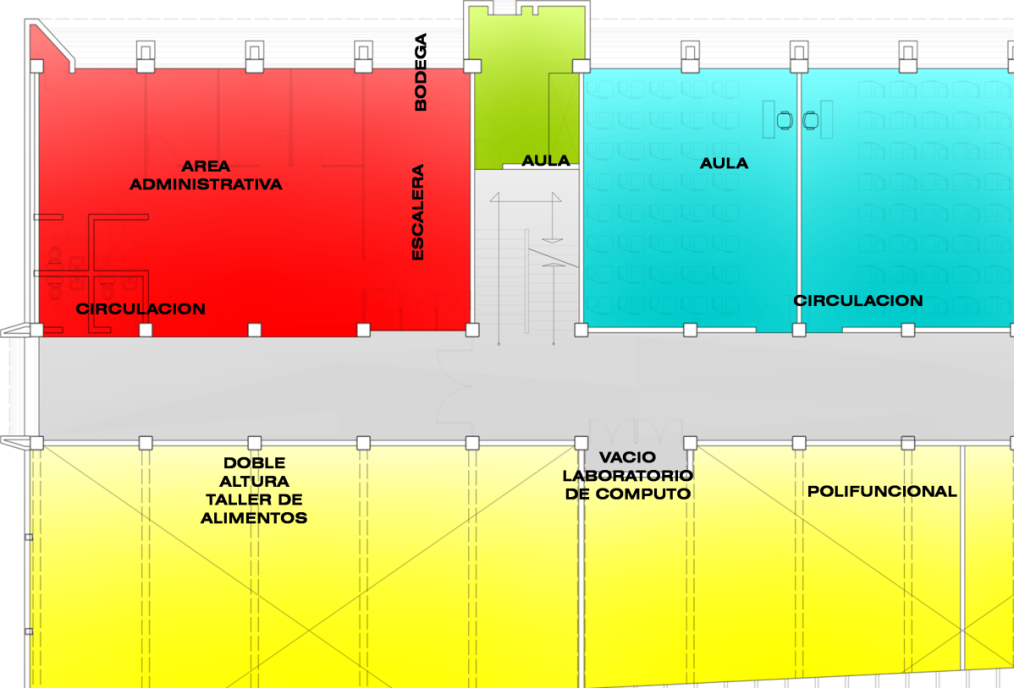 BODEGA
AREA
ADMINISTRATIVA
ESCALERA
AULA
AULA
CIRCULACION
CIRCULACION
DOBLE
ALTURA
TALLER DE
ALIMENTOS
VACIO
LABORATORIO
DE COMPUTO
POLIFUNCIONAL